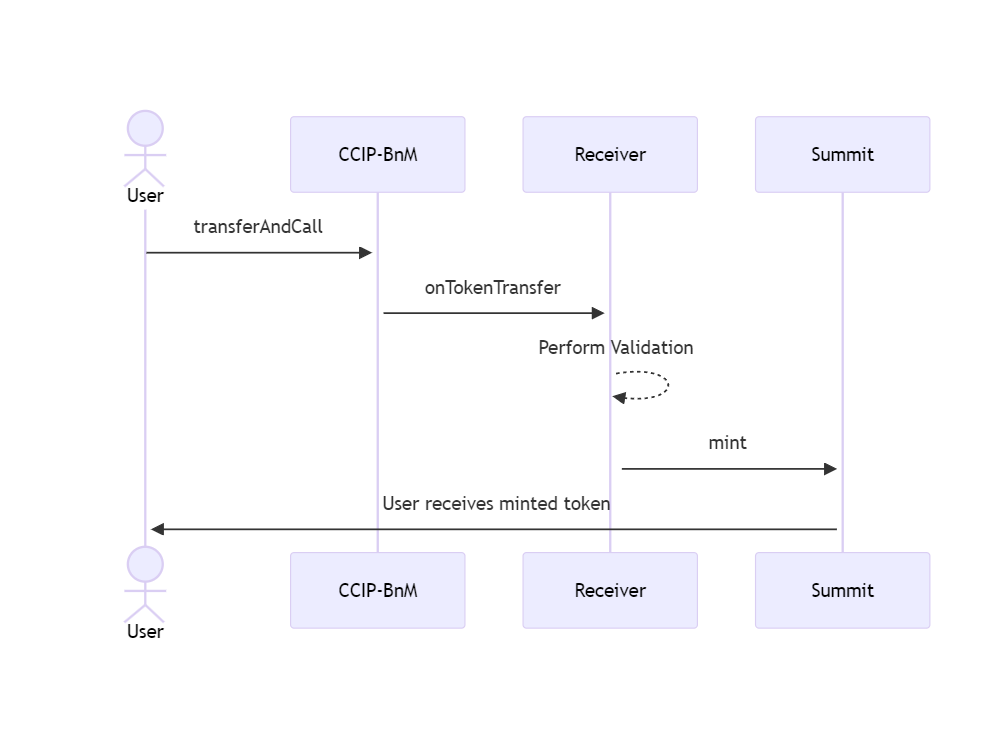 CCIP-BnM
Receiver
Summit
User
transferAndCall
onTokenTransfer
Perform Validation
mint
User receives minted token
CCIP-BnM
Receiver
Summit
User